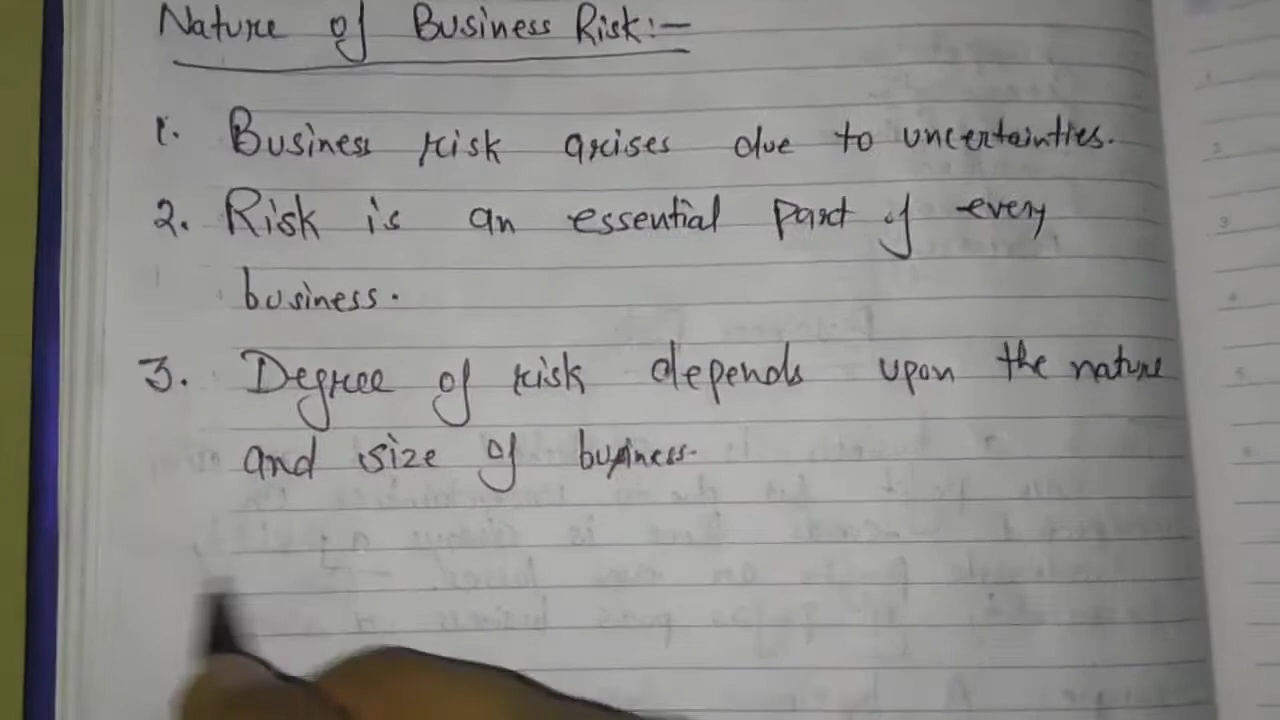 Nature of Business Risk:-
1. Business risk arises due to uncertainties.
2. Risk is an essential part of every
business.
3. Degree of risk depends upon the nature
and size of business.